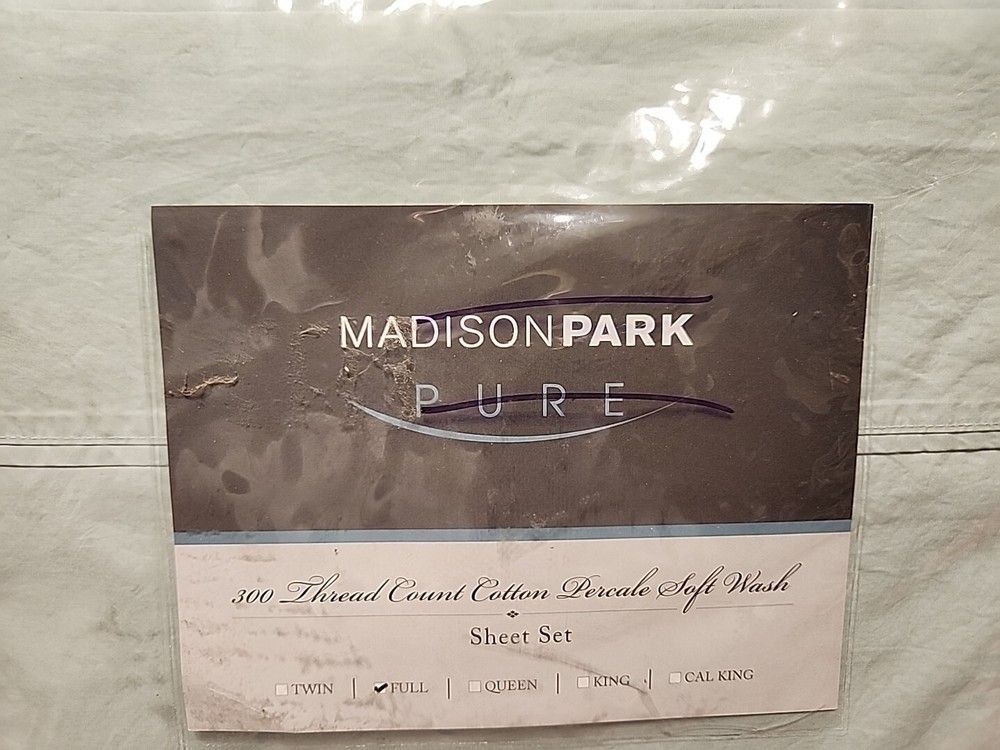 MADISONPARK
PURE
300 Thread Count Cotton Percale Soft Wash
Sheet Set
TWIN | FULL | QUEEN | KING | CAL KING